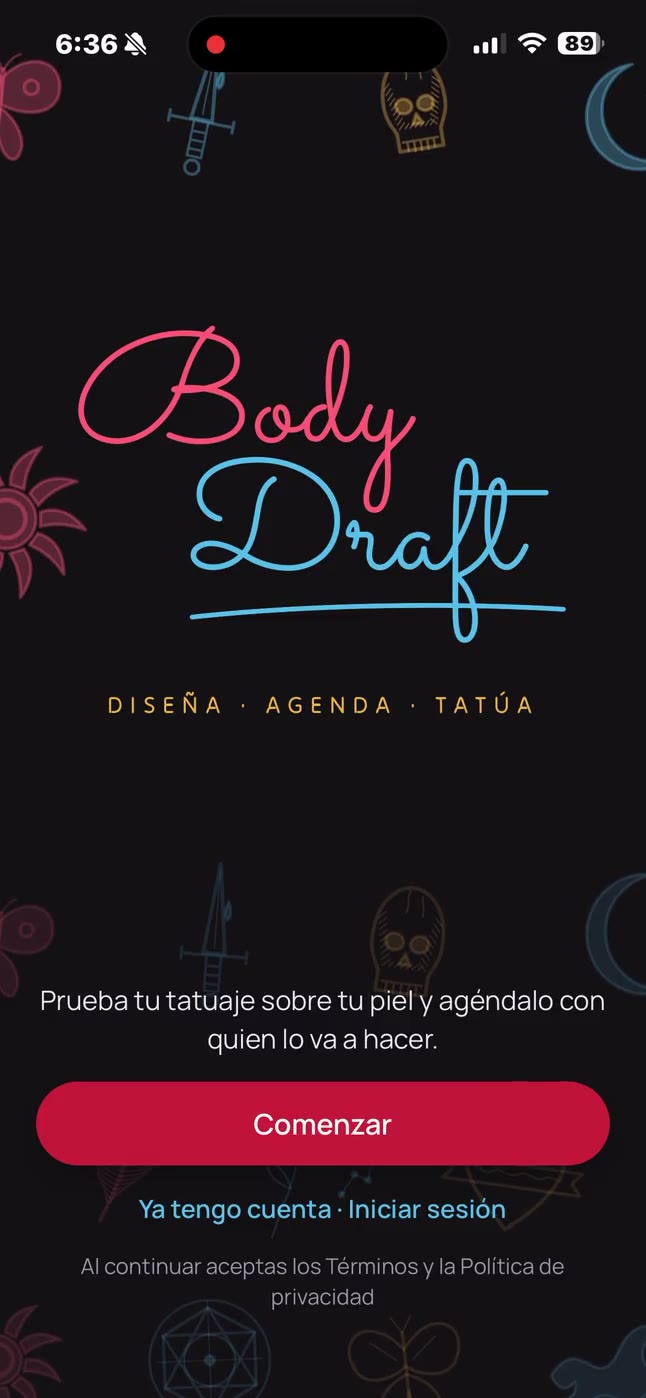 6:36
89
Body
Draft
DISEÑA · AGENDA · TATÚA
Prueba tu tatuaje sobre tu piel y agéndalo con
quien lo va a hacer.
Comenzar
Ya tengo cuenta · Iniciar sesión
Al continuar aceptas los Términos y la Política de
privacidad